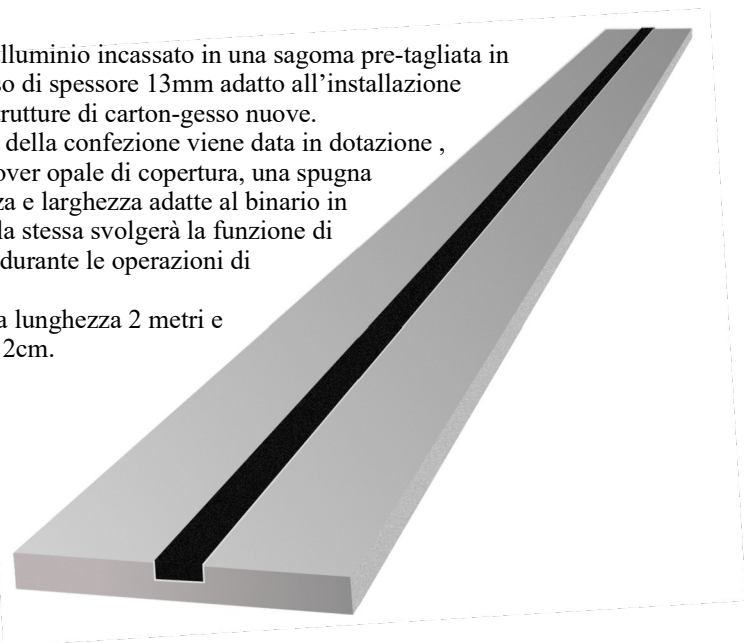 lluminio incassato in una sagoma pre-tagliata in
so di spessore 13mm adatto all’installazione
rutture di carton-gesso nuove.
della confezione viene data in dotazione ,
over opale di copertura, una spugna
za e larghezza adatte al binario in
la stessa svolgerà la funzione di
durante le operazioni di
a lunghezza 2 metri e
2cm.